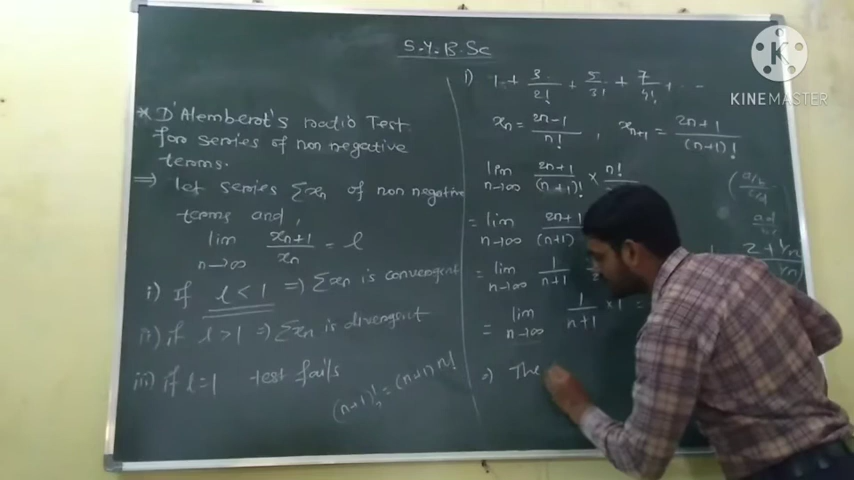 S.Y.B.Sc
* D'Alemberat's radio Test
for series of non negative
terms.
⇒ let series Σxn of non negative
terms and,
lim n→∞ xn+1/xn = l
i) If l<1 ⇒ Σxn is convergent
ii) if l>1 ⇒ Σxn is divergent
iii) if l=1 test fails
(n+1)! = (n+1) n!
1) 1 + 3/2! + 5/3! + 7/4! + ...
xn = 2n-1/n! , xn+1 = 2n+1/(n+1)!
lim n→∞ 2n+1/(n+1)! × n!
= lim n→∞ 2n+1/(n+1)
= lim n→∞ 1/n+1
= lim n→∞ 1/n+1 × 1 =
⇒ The
a/b
c/d
ad
2+1/n
KINEMASTER